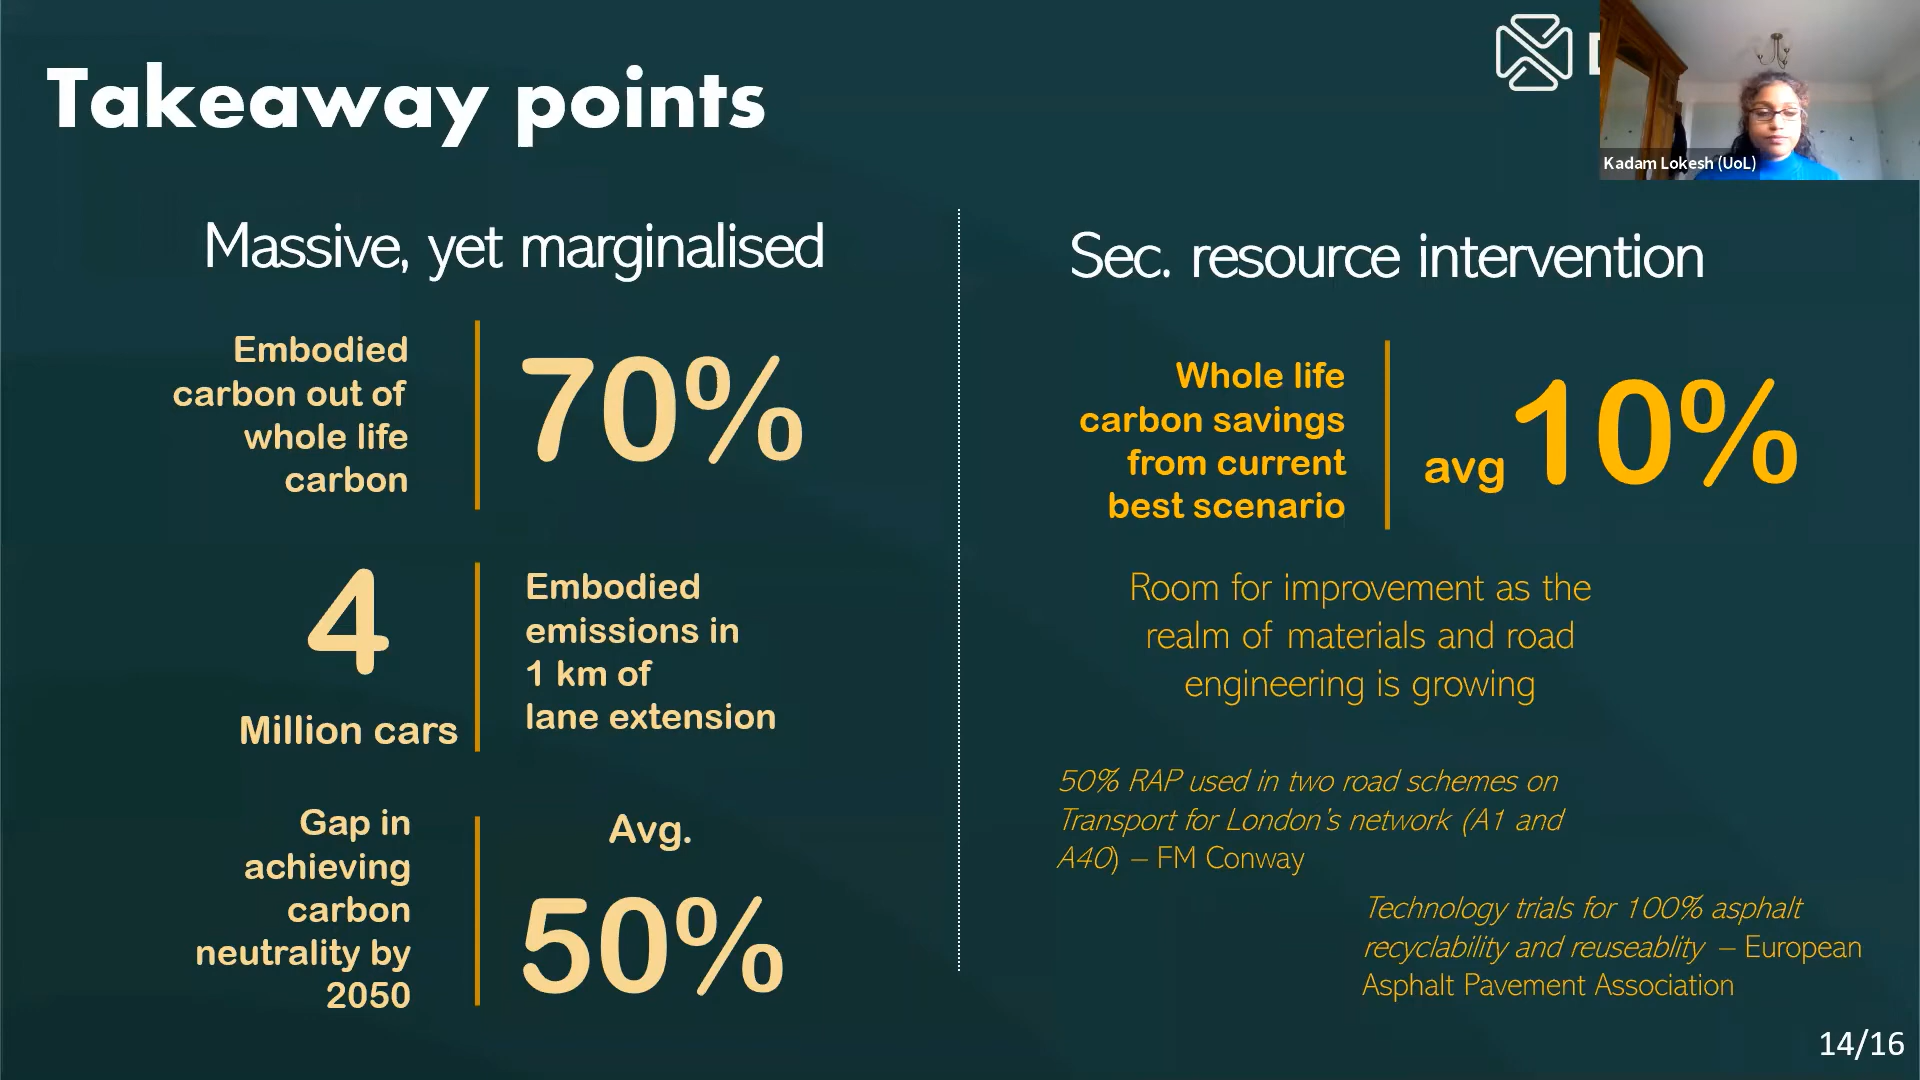 Takeaway points
Kadam Lokesh (UoL)
Massive, yet marginalised
Embodied
carbon out of
whole life
carbon
70%
4
Million cars
Embodied
emissions in
1 km of
lane extension
Gap in
achieving
carbon
neutrality by
2050
Avg.
50%
Sec. resource intervention
Whole life
carbon savings
from current
best scenario
avg 10%
Room for improvement as the
realm of materials and road
engineering is growing
50% RAP used in two road schemes on
Transport for London's network (A1 and
A40) – FM Conway
Technology trials for 100% asphalt
recyclability and reuseablity – European
Asphalt Pavement Association
14/16